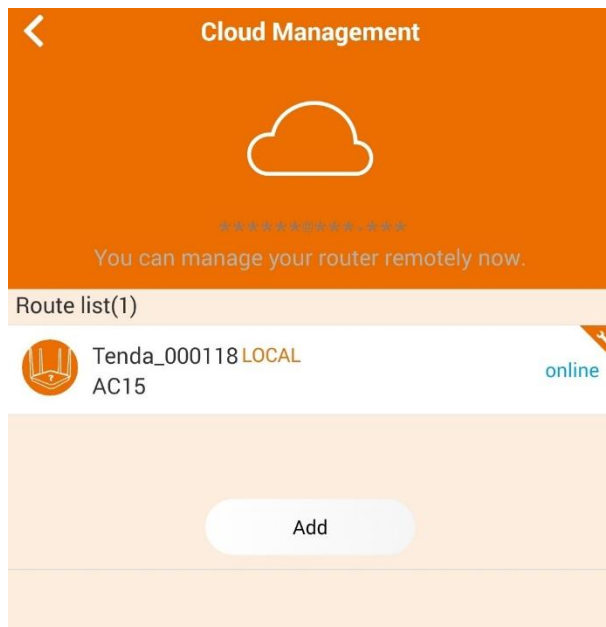 Cloud Management
******@***.***
You can manage your router remotely now.
Route list(1)
Tenda_000118 LOCAL
AC15
online
Add